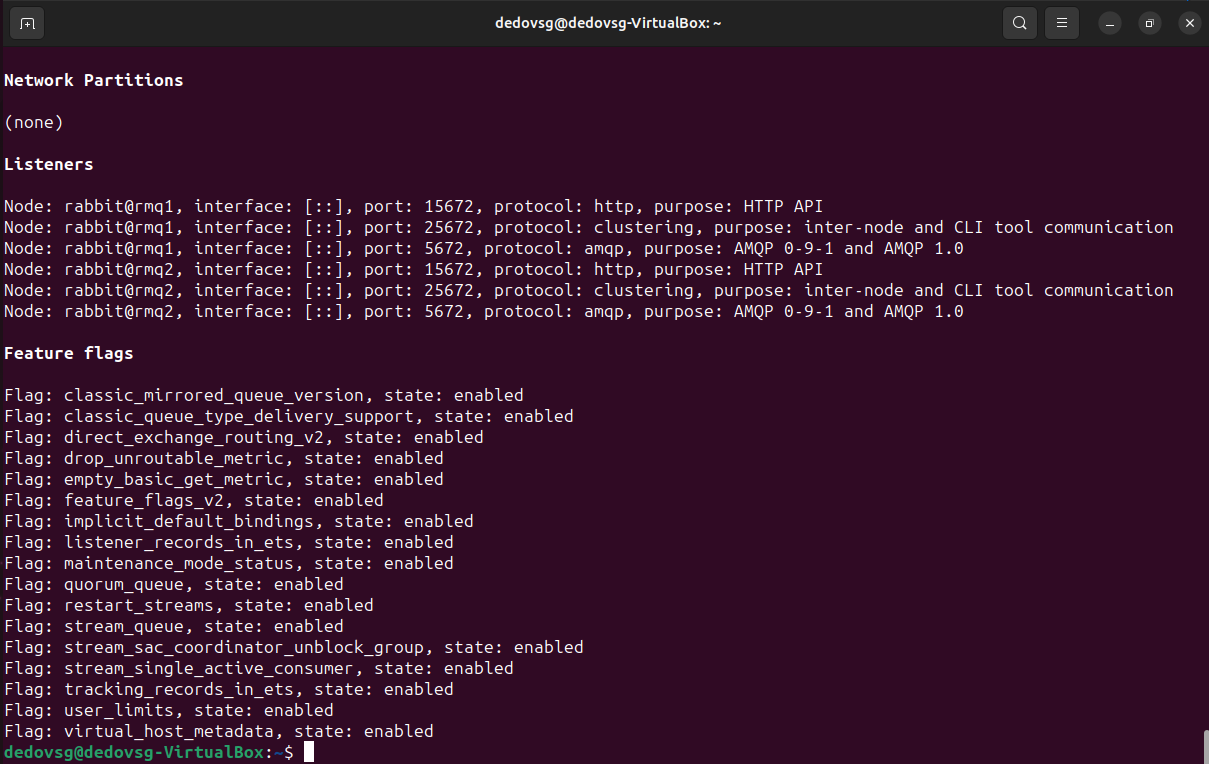 dedovsg@dedovsg-VirtualBox: ~
Network Partitions
(none)
Listeners
Node: rabbit@rmq1, interface: [::], port: 15672, protocol: http, purpose: HTTP API
Node: rabbit@rmq1, interface: [::], port: 25672, protocol: clustering, purpose: inter-node and CLI tool communication
Node: rabbit@rmq1, interface: [::], port: 5672, protocol: amqp, purpose: AMQP 0-9-1 and AMQP 1.0
Node: rabbit@rmq2, interface: [::], port: 15672, protocol: http, purpose: HTTP API
Node: rabbit@rmq2, interface: [::], port: 25672, protocol: clustering, purpose: inter-node and CLI tool communication
Node: rabbit@rmq2, interface: [::], port: 5672, protocol: amqp, purpose: AMQP 0-9-1 and AMQP 1.0
Feature flags
Flag: classic_mirrored_queue_version, state: enabled
Flag: classic_queue_type_delivery_support, state: enabled
Flag: direct_exchange_routing_v2, state: enabled
Flag: drop_unroutable_metric, state: enabled
Flag: empty_basic_get_metric, state: enabled
Flag: feature_flags_v2, state: enabled
Flag: implicit_default_bindings, state: enabled
Flag: listener_records_in_ets, state: enabled
Flag: maintenance_mode_status, state: enabled
Flag: quorum_queue, state: enabled
Flag: restart_streams, state: enabled
Flag: stream_queue, state: enabled
Flag: stream_sac_coordinator_unblock_group, state: enabled
Flag: stream_single_active_consumer, state: enabled
Flag: tracking_records_in_ets, state: enabled
Flag: user_limits, state: enabled
Flag: virtual_host_metadata, state: enabled
dedovsg@dedovsg-VirtualBox:~$